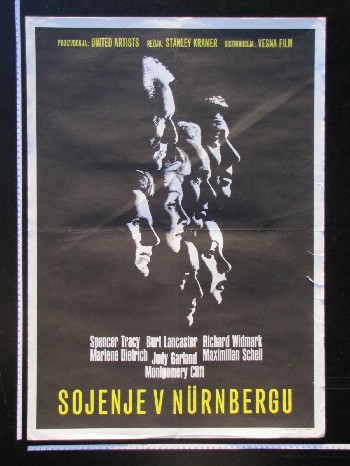 PROIZVODNJA: UNITED ARTISTS REŽIJA: STANLEY KRAMER DISTRIBUCIJA: VESNA FILM
Spencer Tracy Burt Lancaster Richard Widmark
Marlene Dietrich Judy Garland Maximilian Schell
Montgomery Clift
SOJENJE V NÜRNBERGU